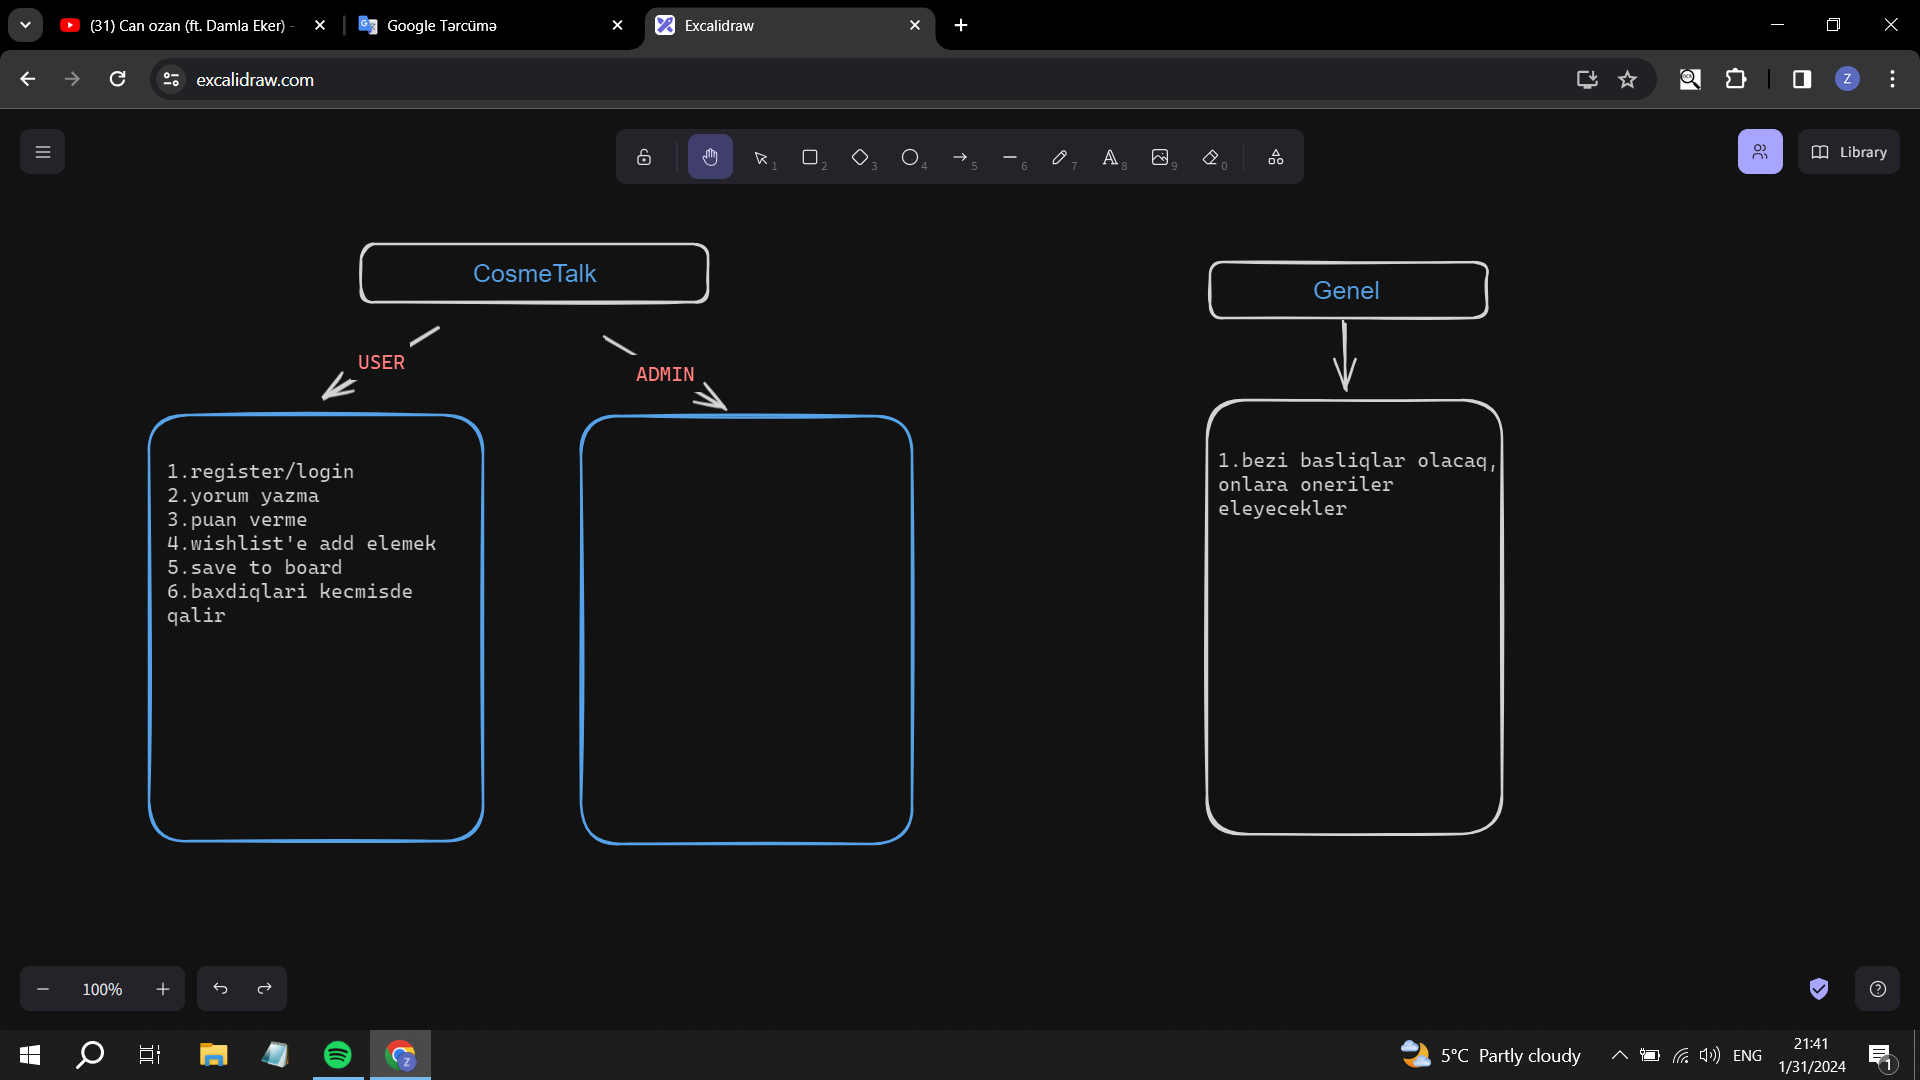 (31) Can ozan (ft. Damla Eker) -
Google Tərcümə
Excalidraw
excalidraw.com
Z
1
2
3
4
5
6
7
8
9
0
Library
CosmeTalk
Genel
USER
ADMIN
1.register/login
2.yorum yazma
3.puan verme
4.wishlist'e add elemek
5.save to board
6.baxdiqlari kecmisde
qalir
1.bezi basliqlar olacaq,
onlara oneriler
eleyecekler
100%
5°C Partly cloudy
ENG
21:41
1/31/2024
1